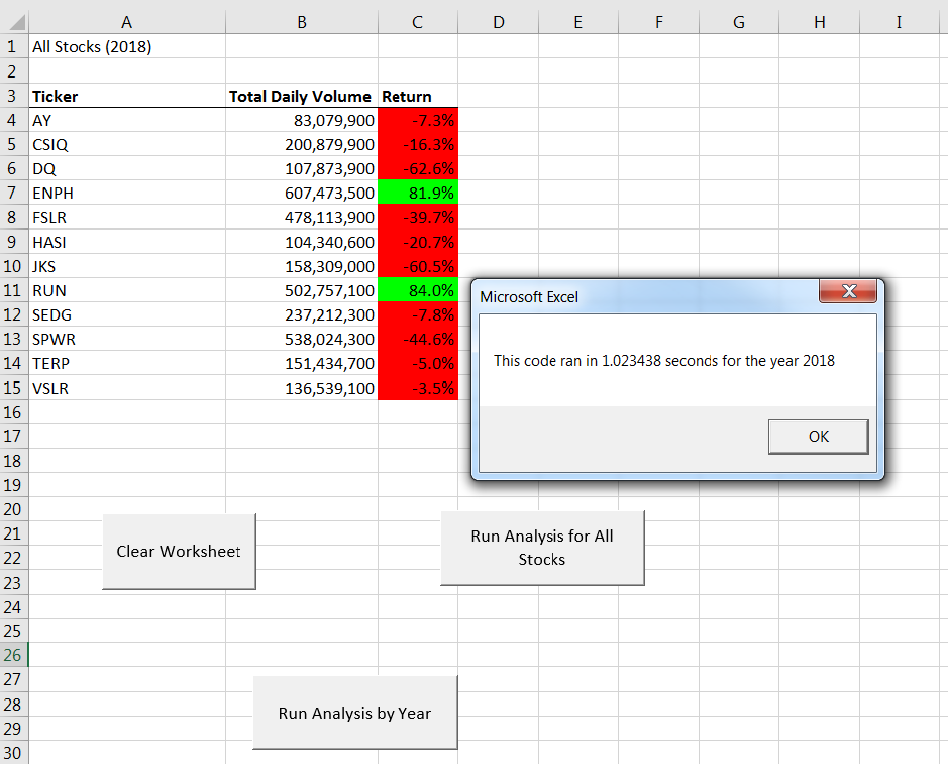 A B C D E F G H I
1 All Stocks (2018)
2
3 Ticker Total Daily Volume Return
4 AY 83,079,900 -7.3%
5 CSIQ 200,879,900 -16.3%
6 DQ 107,873,900 -62.6%
7 ENPH 607,473,500 81.9%
8 FSLR 478,113,900 -39.7%
9 HASI 104,340,600 -20.7%
10 JKS 158,309,000 -60.5%
11 RUN 502,757,100 84.0%
12 SEDG 237,212,300 -7.8%
13 SPWR 538,024,300 -44.6%
14 TERP 151,434,700 -5.0%
15 VSLR 136,539,100 -3.5%
Microsoft Excel
This code ran in 1.023438 seconds for the year 2018
OK
16
17
18
19
20
21
22
23
Clear Worksheet
Run Analysis for All
Stocks
24
25
26
27
28
29
30
Run Analysis by Year